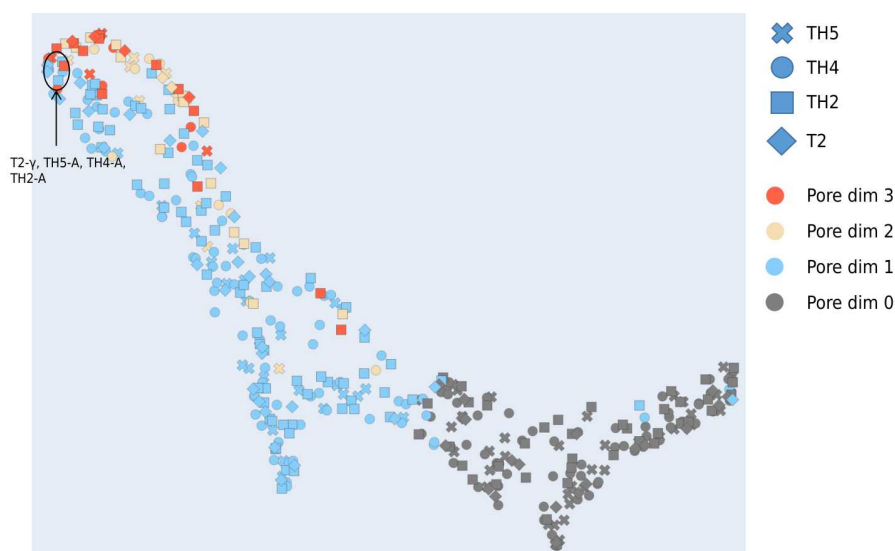 TH5
TH4
TH2
T2
T2-γ, TH5-A, TH4-A,
TH2-A
Pore dim 3
Pore dim 2
Pore dim 1
Pore dim 0